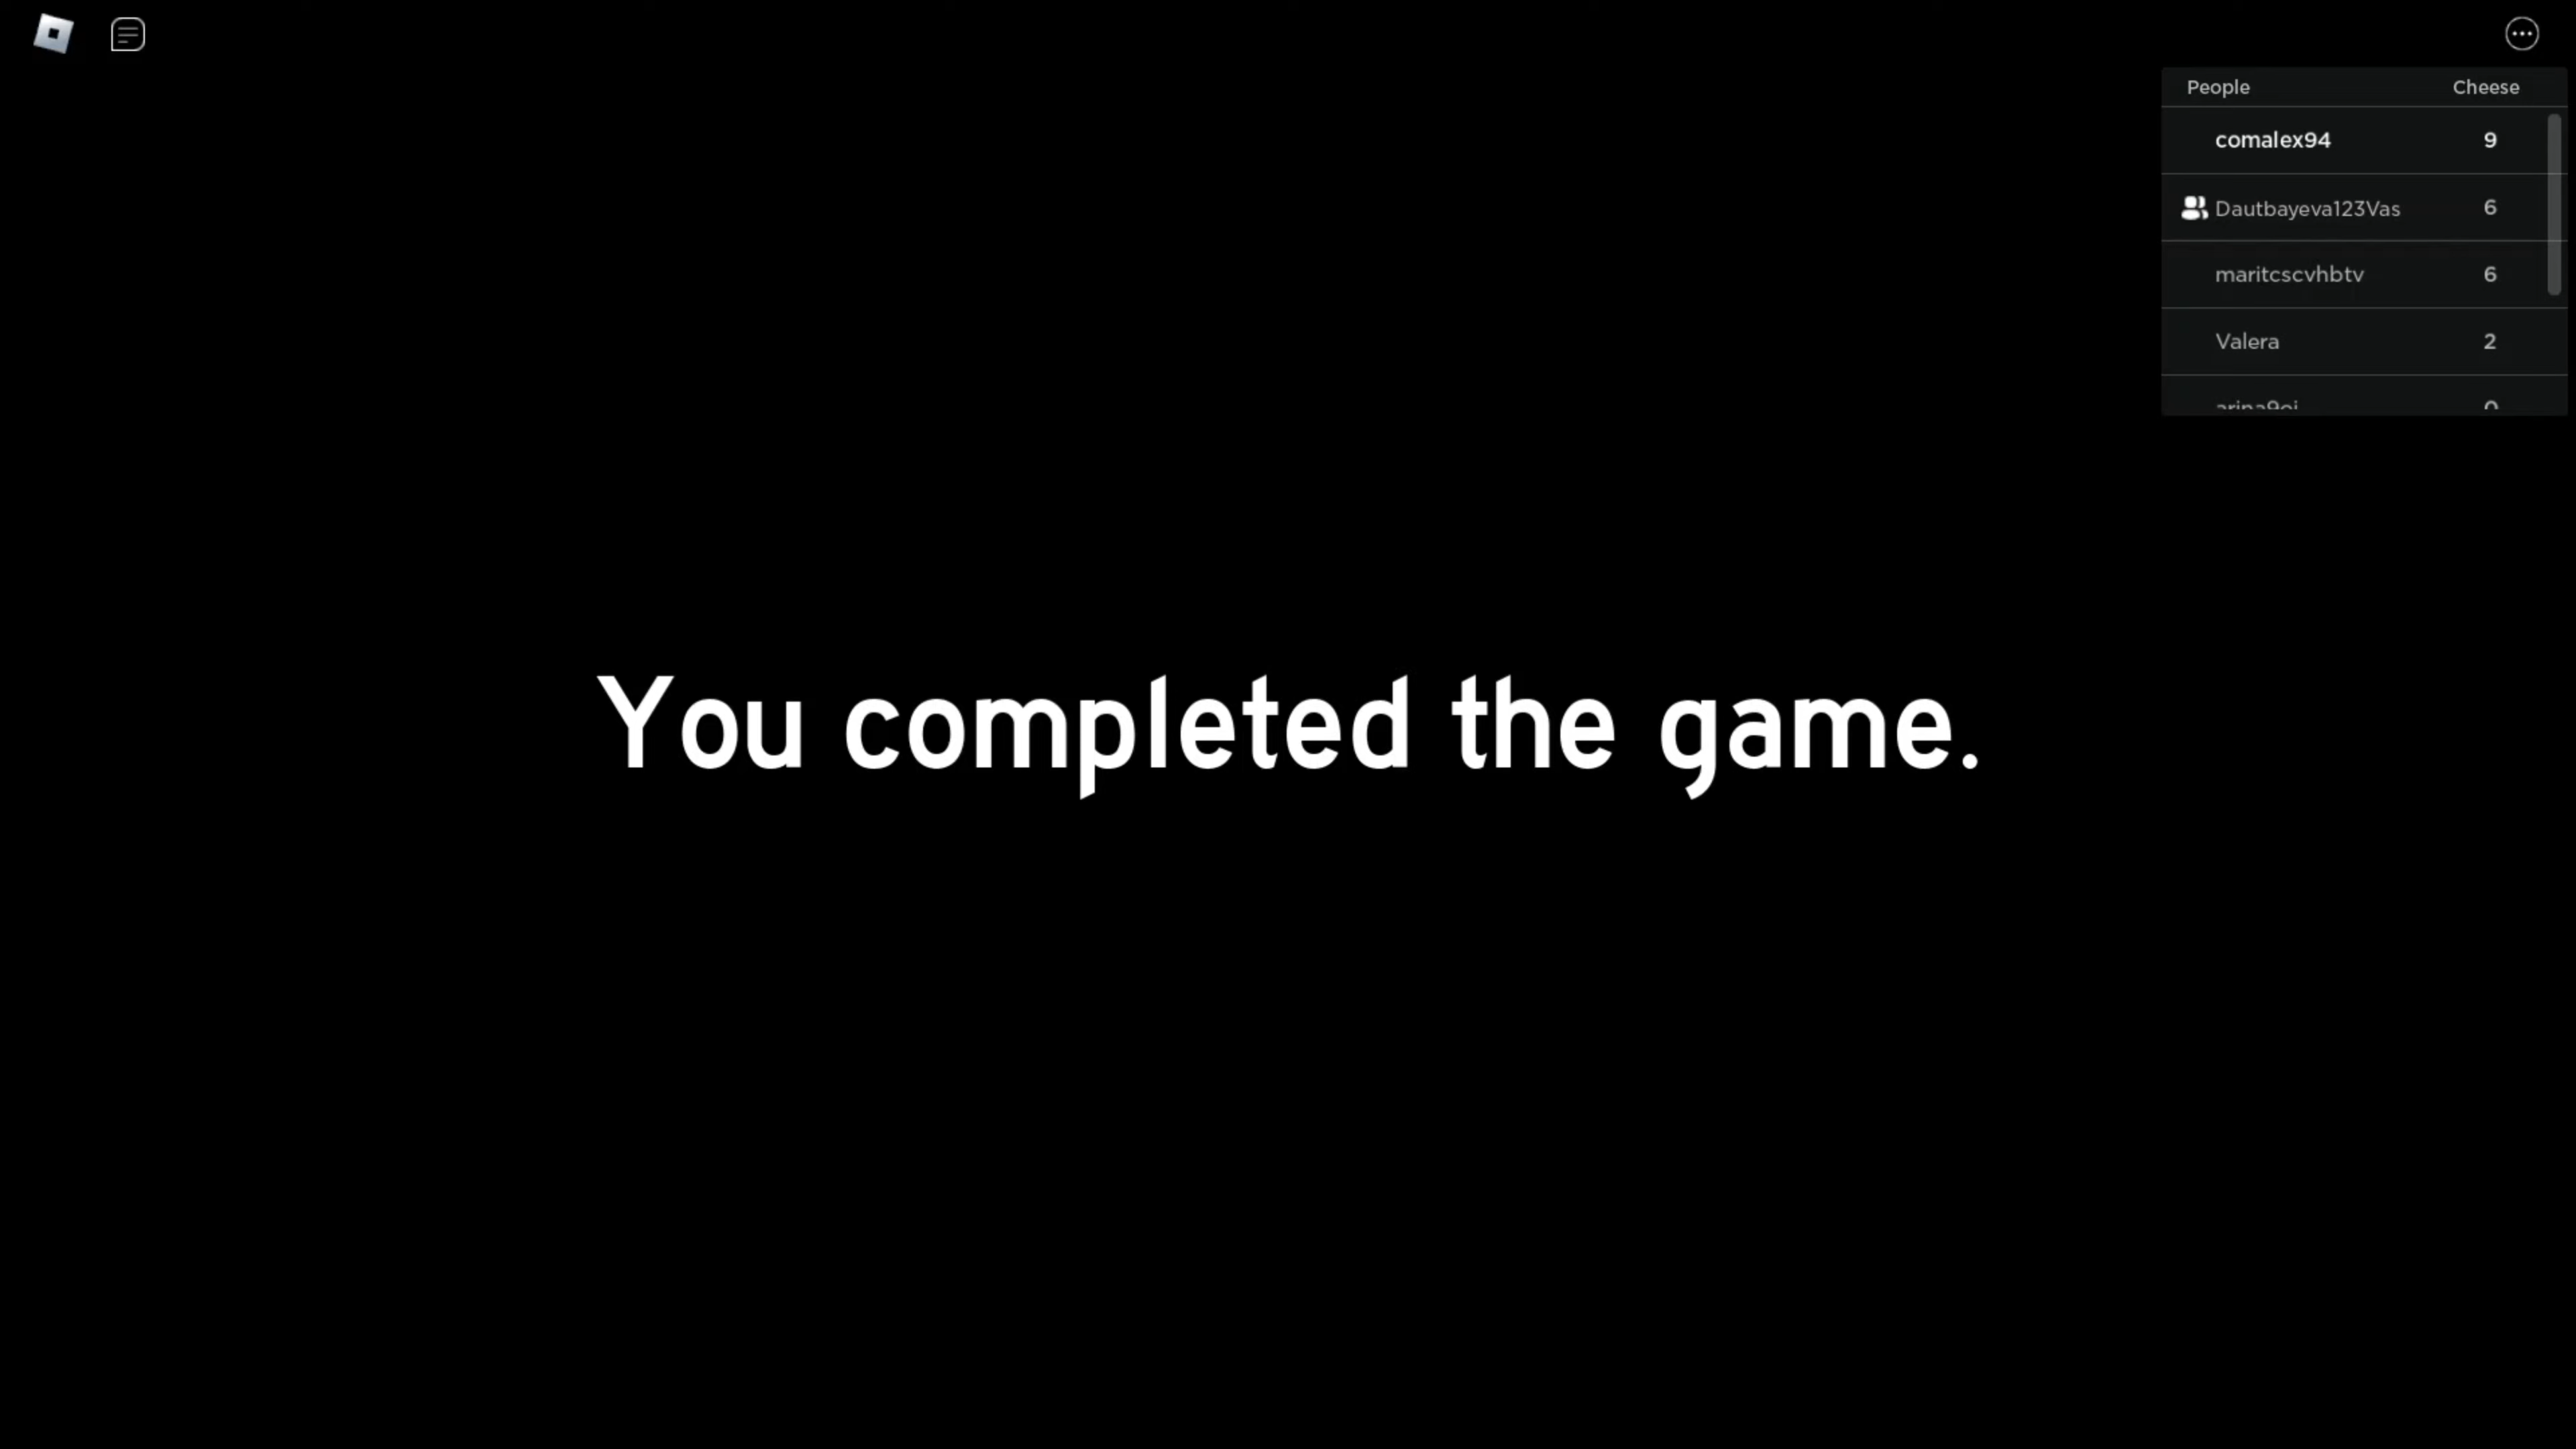 People Cheese
comalex94 9
Dautbayeva123Vas 6
maritcscvhbtv 6
Valera 2
You completed the game.